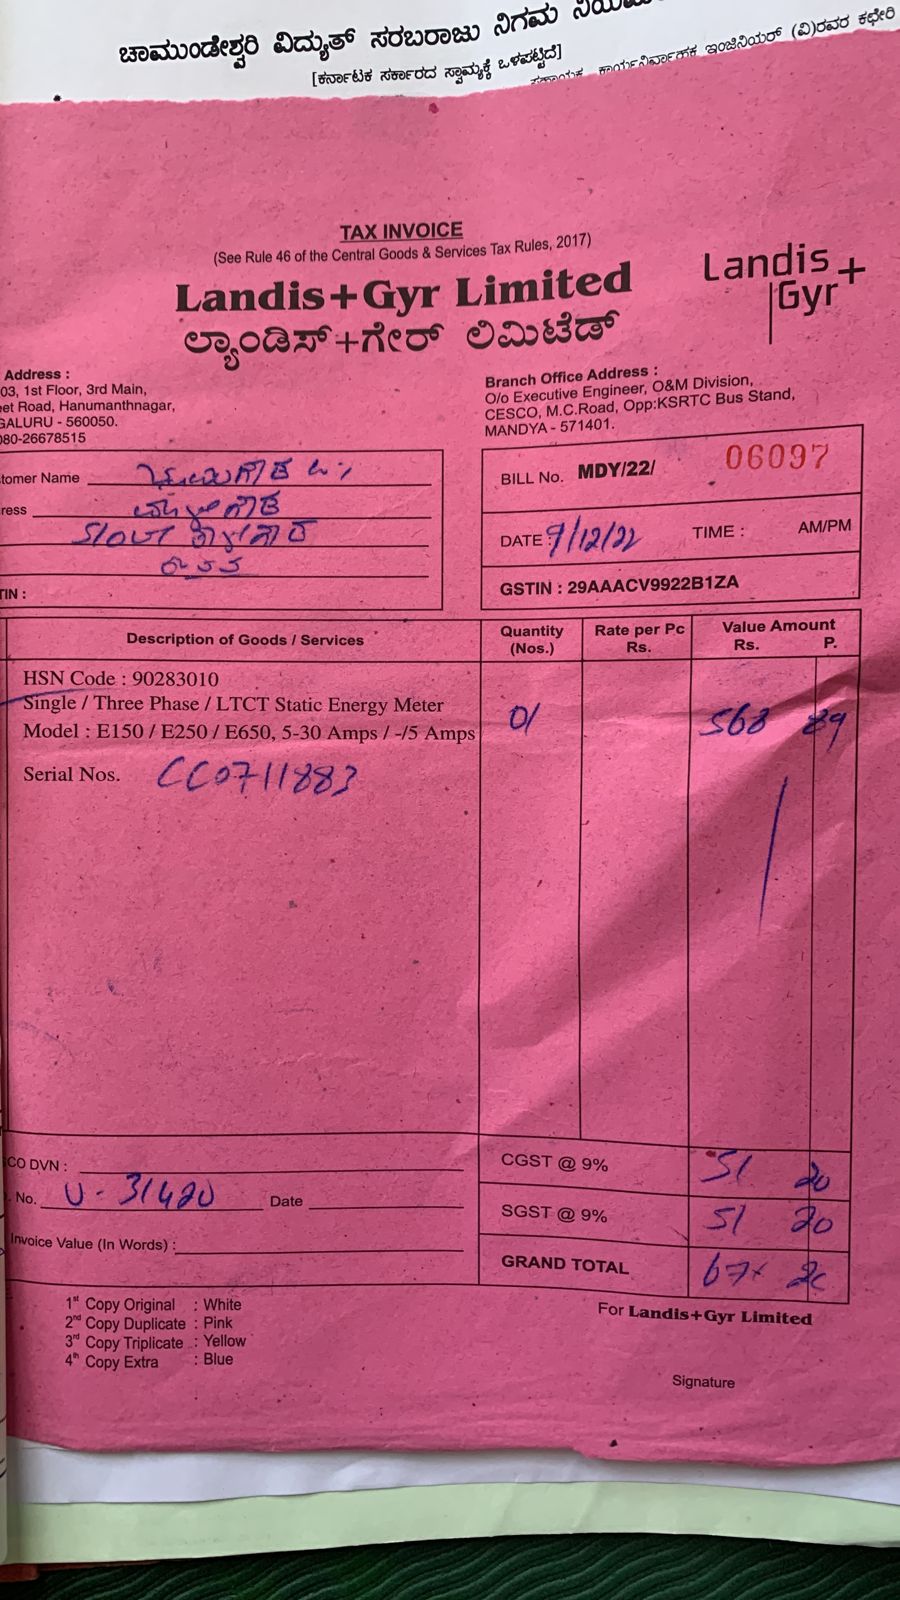 ಚಾಮುಂಡೇಶ್ವರಿ ವಿದ್ಯುತ್ ಸರಬರಾಜು ನಿಗಮ
[ಕರ್ನಾಟಕ ಸರ್ಕಾರದ ಸ್ವಾಮ್ಯಕ್ಕೆ ಒಳಪಟ್ಟಿದೆ]
ಕಾರ್ಯನಿರ್ವಾಹಕ ಇಂಜಿನಿಯರ್ (ವಿ)ರವರ ಕಛೇರಿ
TAX INVOICE
(See Rule 46 of the Central Goods & Services Tax Rules, 2017)
Landis+Gyr Limited
ಲ್ಯಾಂಡಿಸ್+ಗೇರ್ ಲಿಮಿಟೆಡ್
Landis
Gyr+
Address :
03, 1st Floor, 3rd Main,
et Road, Hanumanthnagar,
GALURU - 560050.
080-26678515
Branch Office Address :
O/o Executive Engineer, O&M Division,
CESCO, M.C.Road, Opp:KSRTC Bus Stand,
MANDYA - 571401.
tomer Name
ress
TIN :
BILL No. MDY/22/ 06097
DATE : 9/12/22 TIME : AM/PM
GSTIN : 29AAACV9922B1ZA
Description of Goods / Services
Quantity (Nos.)
Rate per Pc Rs.
Value Amount
Rs. P.
HSN Code : 90283010
Single / Three Phase / LTCT Static Energy Meter
Model : E150 / E250 / E650, 5-30 Amps / -/5 Amps
01 568 89
Serial Nos. CC0711883
CO DVN :
. No. U - 31420 Date
Invoice Value (In Words) :
CGST @ 9% 51 20
SGST @ 9% 51 20
GRAND TOTAL
1st Copy Original : White
2nd Copy Duplicate : Pink
3rd Copy Triplicate : Yellow
4th Copy Extra : Blue
For Landis+Gyr Limited
Signature